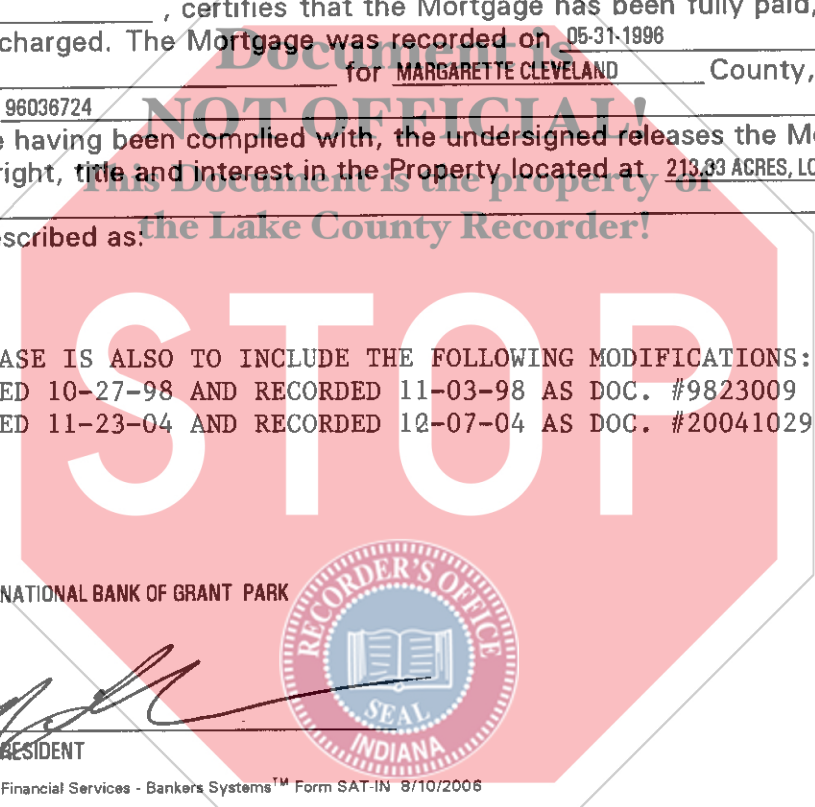 , certifies that the Mortgage has been fully paid,
charged. The Mortgage was recorded on 05-31-1996
Document is
for MARGARETTE CLEVELAND County,
96036724
NOT OFFICIAL!
having been complied with, the undersigned releases the
right, title and interest in the Property located at 213.93 ACRES,
This Document is the property of
the Lake County Recorder!
escribed as:
STOP
ASE IS ALSO TO INCLUDE THE FOLLOWING MODIFICATIONS:
ED 10-27-98 AND RECORDED 11-03-98 AS DOC. #9823009
ED 11-23-04 AND RECORDED 12-07-04 AS DOC. #20041029
NATIONAL BANK OF GRANT PARK
RECORDER'S OFFICE
SEAL
INDIANA
RESIDENT
Financial Services - Bankers Systems™ Form SAT-IN 8/10/2006